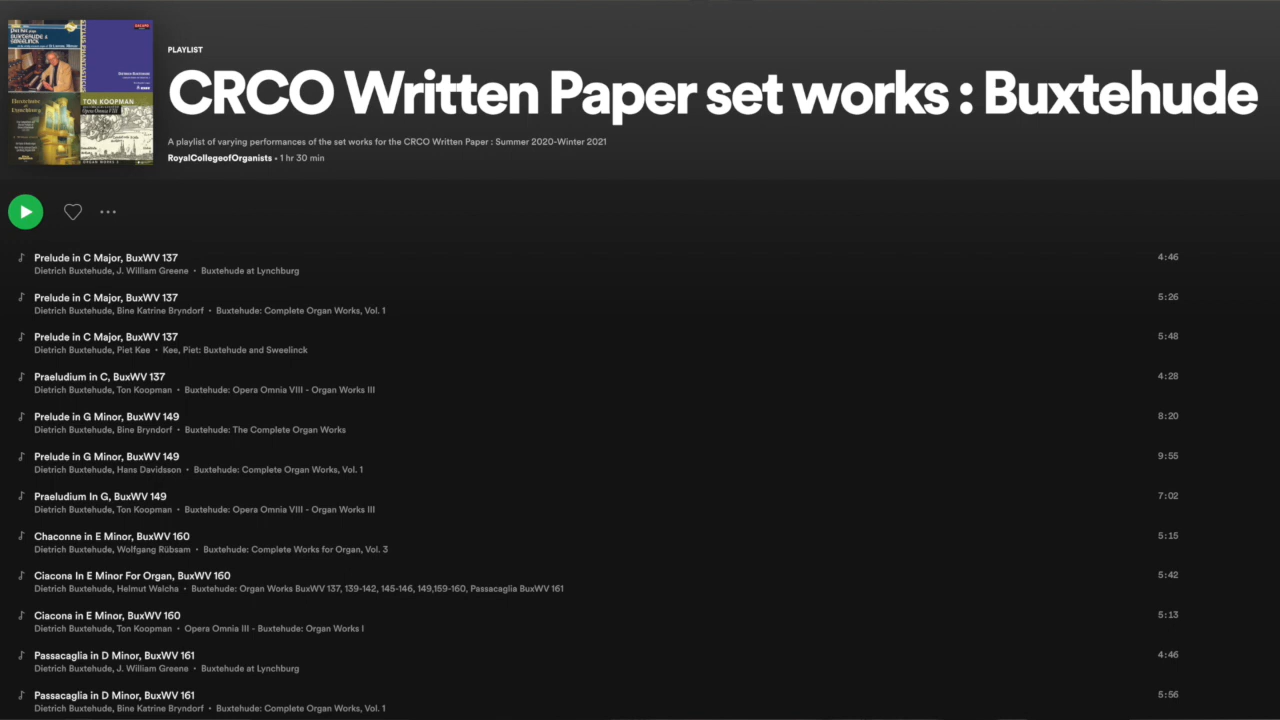 BUXTEHUDE &
SWEELINCK
STYLUS PHANTASTICUS
TON KOOPMAN
Opera Omnia VIII
ORGAN WORKS 3
PLAYLIST
CRCO Written Paper set works : Buxtehude
A playlist of varying performances of the set works for the CRCO Written Paper : Summer 2020-Winter 2021
RoyalCollegeofOrganists • 1 hr 30 min
Prelude in C Major, BuxWV 137
4:46
Dietrich Buxtehude, J. William Greene • Buxtehude at Lynchburg
Prelude in C Major, BuxWV 137
5:26
Dietrich Buxtehude, Bine Katrine Bryndorf • Buxtehude: Complete Organ Works, Vol. 1
Prelude in C Major, BuxWV 137
5:48
Dietrich Buxtehude, Piet Kee • Kee, Piet: Buxtehude and Sweelinck
Praeludium in C, BuxWV 137
4:28
Dietrich Buxtehude, Ton Koopman • Buxtehude: Opera Omnia VIII - Organ Works III
Prelude in G Minor, BuxWV 149
8:20
Dietrich Buxtehude, Bine Bryndorf • Buxtehude: The Complete Organ Works
Prelude in G Minor, BuxWV 149
9:55
Dietrich Buxtehude, Hans Davidsson • Buxtehude: Complete Organ Works, Vol. 1
Praeludium In G, BuxWV 149
7:02
Dietrich Buxtehude, Ton Koopman • Buxtehude: Opera Omnia VIII - Organ Works III
Chaconne in E Minor, BuxWV 160
5:15
Dietrich Buxtehude, Wolfgang Rübsam • Buxtehude: Complete Works for Organ, Vol. 3
Ciacona In E Minor For Organ, BuxWV 160
5:42
Dietrich Buxtehude, Helmut Walcha • Buxtehude: Organ Works BuxWV 137, 139-142, 145-146, 149,159-160, Passacaglia BuxWV 161
Ciacona in E Minor, BuxWV 160
5:13
Dietrich Buxtehude, Ton Koopman • Opera Omnia III - Buxtehude: Organ Works I
Passacaglia in D Minor, BuxWV 161
4:46
Dietrich Buxtehude, J. William Greene • Buxtehude at Lynchburg
Passacaglia in D Minor, BuxWV 161
5:56
Dietrich Buxtehude, Bine Katrine Bryndorf • Buxtehude: Complete Organ Works, Vol. 1